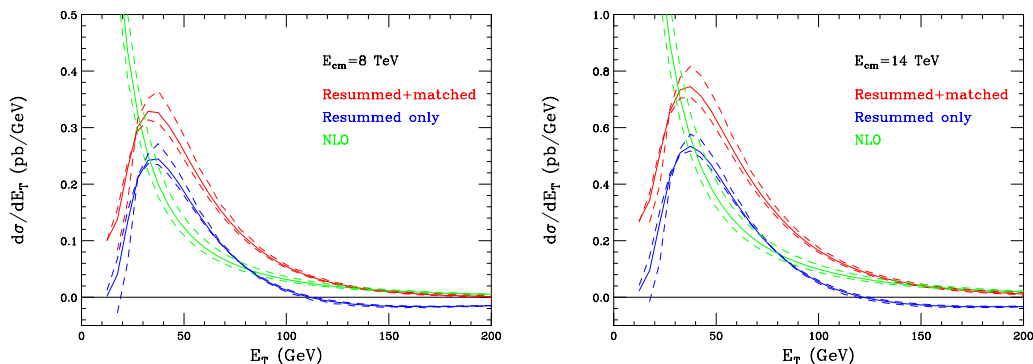 0.5
0.4
0.3
0.2
0.1
0.0
dσ/dE_T (pb/GeV)
E_cm=8 TeV
Resummed+matched
Resummed only
NLO
0 50 100 150 200
E_T (GeV)
1.0
0.8
0.6
0.4
0.2
0.0
dσ/dE_T (pb/GeV)
E_cm=14 TeV
Resummed+matched
Resummed only
NLO
0 50 100 150 200
E_T (GeV)